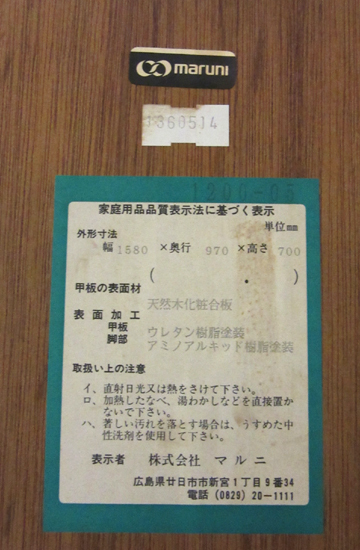 maruni
1360514
1200-05
家庭用品品質表示法に基づく表示
単位mm
外形寸法
幅 1580 ×奥行 970 ×高さ 700
( . )
甲板の表面材
天然木化粧合板
表面加工
甲板 ウレタン樹脂塗装
脚部 アミノアルキッド樹脂塗装
取扱い上の注意
イ、直射日光又は熱をさけて下さい。
ロ、加熱したなべ、湯わかしなどを直接置か
ないで下さい。
ハ、著しい汚れを落とす場合は、うすめた中
性洗剤を使用して下さい。
表示者 株式会社 マルニ
広島県廿日市市新宮1丁目9番34
電話 (0829) 20-1111